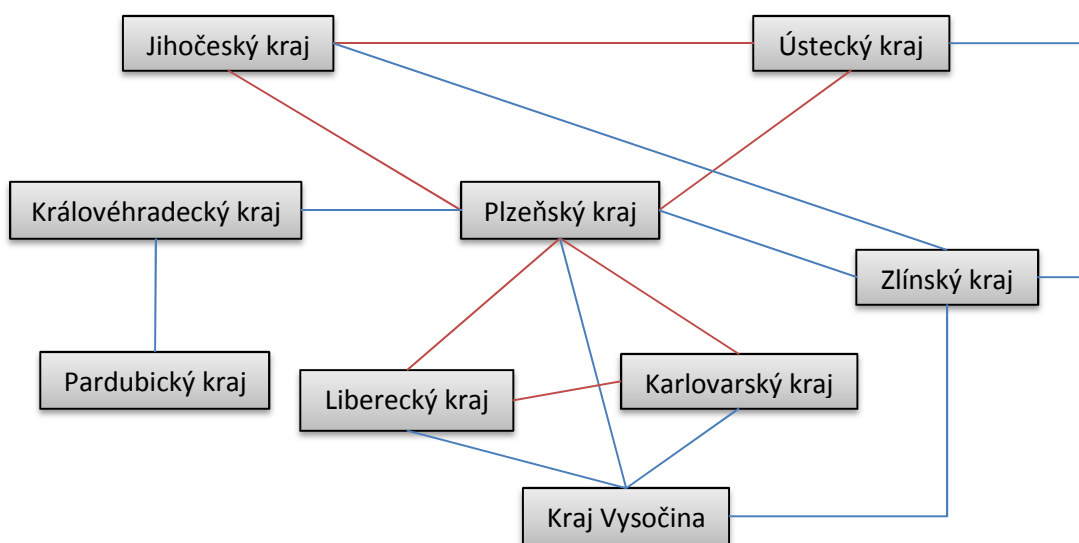 Jihočeský kraj
Ústecký kraj
Královéhradecký kraj
Plzeňský kraj
Zlínský kraj
Pardubický kraj
Liberecký kraj
Karlovarský kraj
Kraj Vysočina